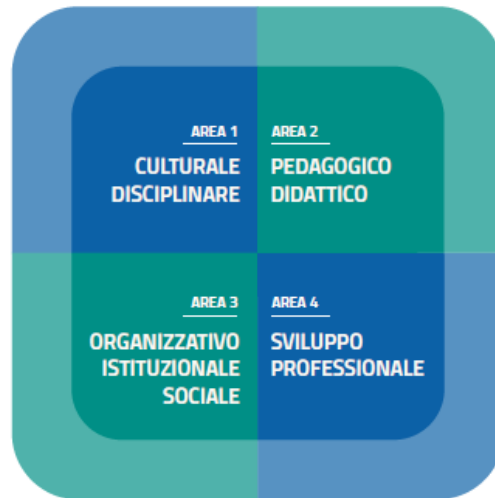 AREA 1
CULTURALE
DISCIPLINARE
AREA 2
PEDAGOGICO
DIDATTICO
AREA 3
ORGANIZZATIVO
ISTITUZIONALE
SOCIALE
AREA 4
SVILUPPO
PROFESSIONALE